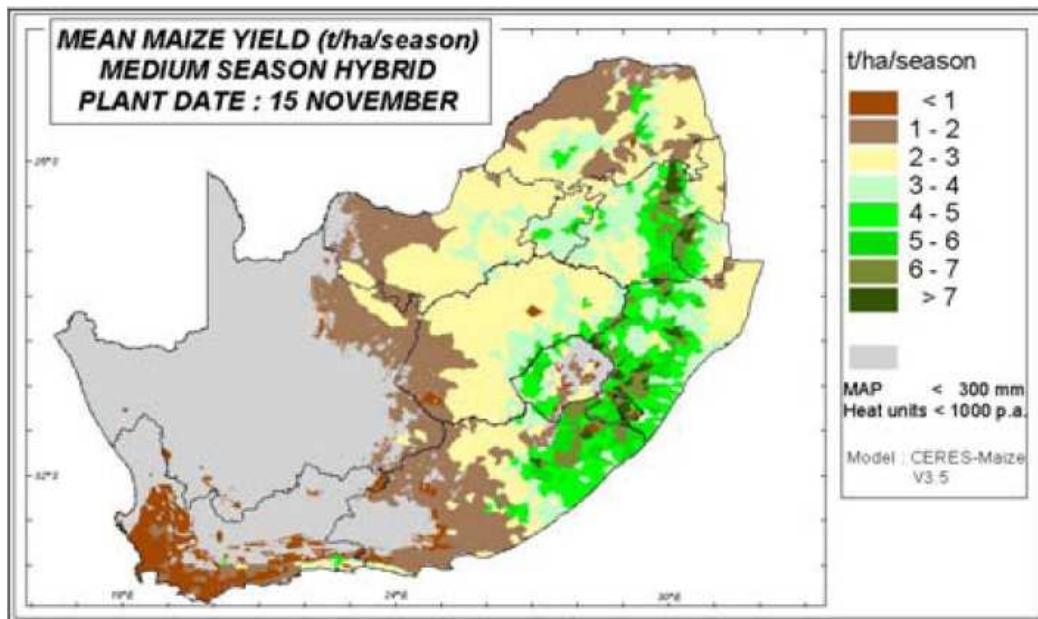 MEAN MAIZE YIELD (t/ha/season)
MEDIUM SEASON HYBRID
PLANT DATE : 15 NOVEMBER
t/ha/season
< 1
1 - 2
2 - 3
3 - 4
4 - 5
5 - 6
6 - 7
> 7
MAP < 300 mm
Heat units < 1000 p.a.
Model : CERES-Maize
V3.5
24°E
30°E